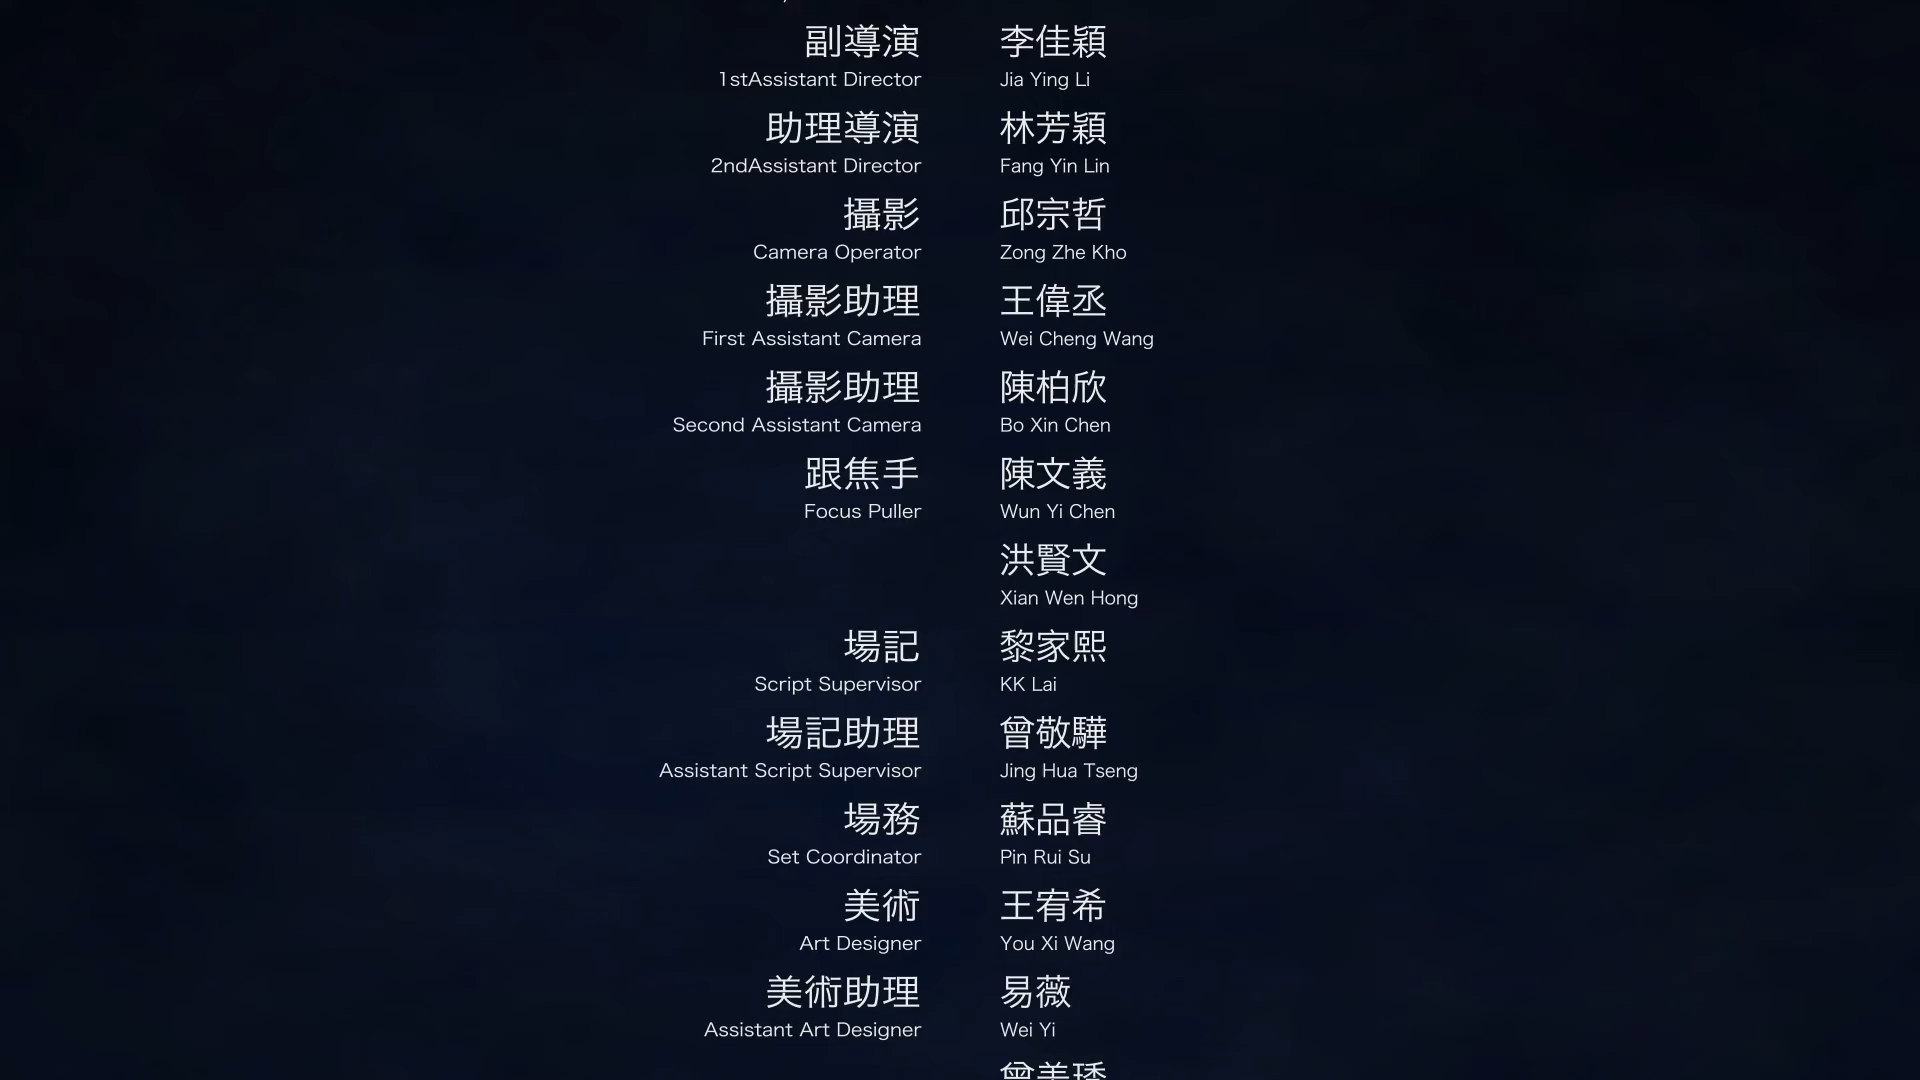 副導演 李佳穎
1stAssistant Director Jia Ying Li
助理導演 林芳穎
2ndAssistant Director Fang Yin Lin
攝影 邱宗哲
Camera Operator Zong Zhe Kho
攝影助理 王偉丞
First Assistant Camera Wei Cheng Wang
攝影助理 陳柏欣
Second Assistant Camera Bo Xin Chen
跟焦手 陳文義
Focus Puller Wun Yi Chen
洪賢文
Xian Wen Hong
場記 黎家熙
Script Supervisor KK Lai
場記助理 曾敬驊
Assistant Script Supervisor Jing Hua Tseng
場務 蘇品睿
Set Coordinator Pin Rui Su
美術 王宥希
Art Designer You Xi Wang
美術助理 易薇
Assistant Art Designer Wei Yi